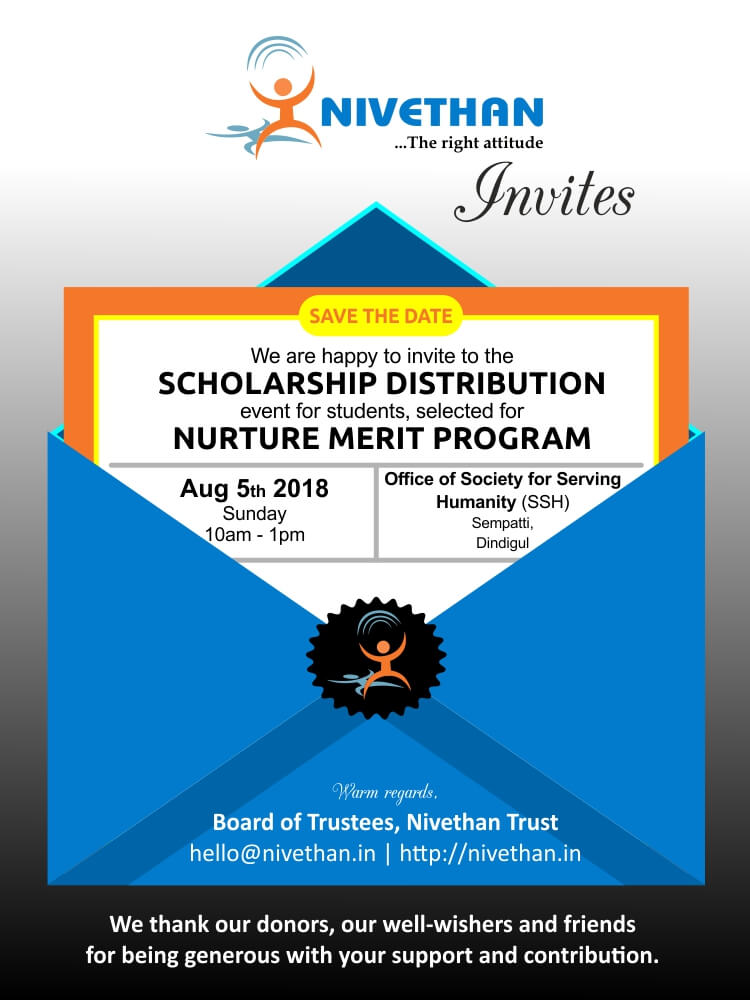 NIVETHAN
...The right attitude
Invites
SAVE THE DATE
We are happy to invite to the
SCHOLARSHIP DISTRIBUTION
event for students, selected for
NURTURE MERIT PROGRAM
Aug 5th 2018
Sunday
10am - 1pm
Office of Society for Serving
Humanity (SSH)
Sempatti,
Dindigul
Warm regards,
Board of Trustees, Nivethan Trust
hello@nivethan.in | http://nivethan.in
We thank our donors, our well-wishers and friends
for being generous with your support and contribution.